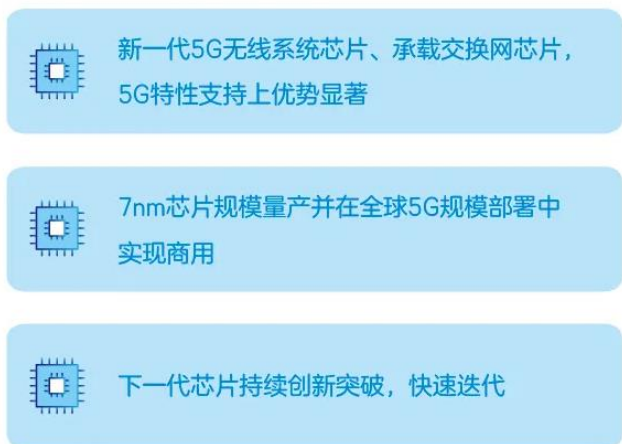 新一代5G无线系统芯片、承载交换网芯片，
5G特性支持上优势显著
7nm芯片规模量产并在全球5G规模部署中
实现商用
下一代芯片持续创新突破，快速迭代